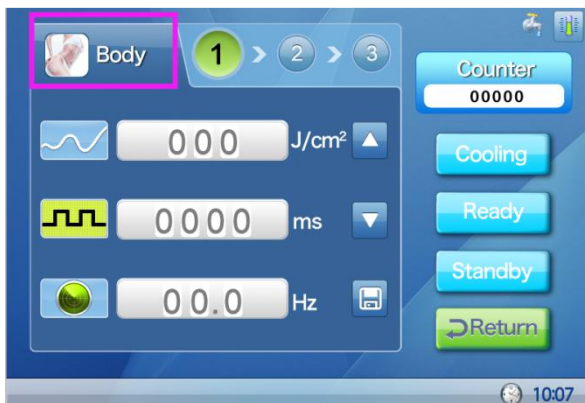 Body
1 > 2 > 3
Counter
00000
000 J/cm²
0000 ms
00.0 Hz
Cooling
Ready
Standby
Return
10:07